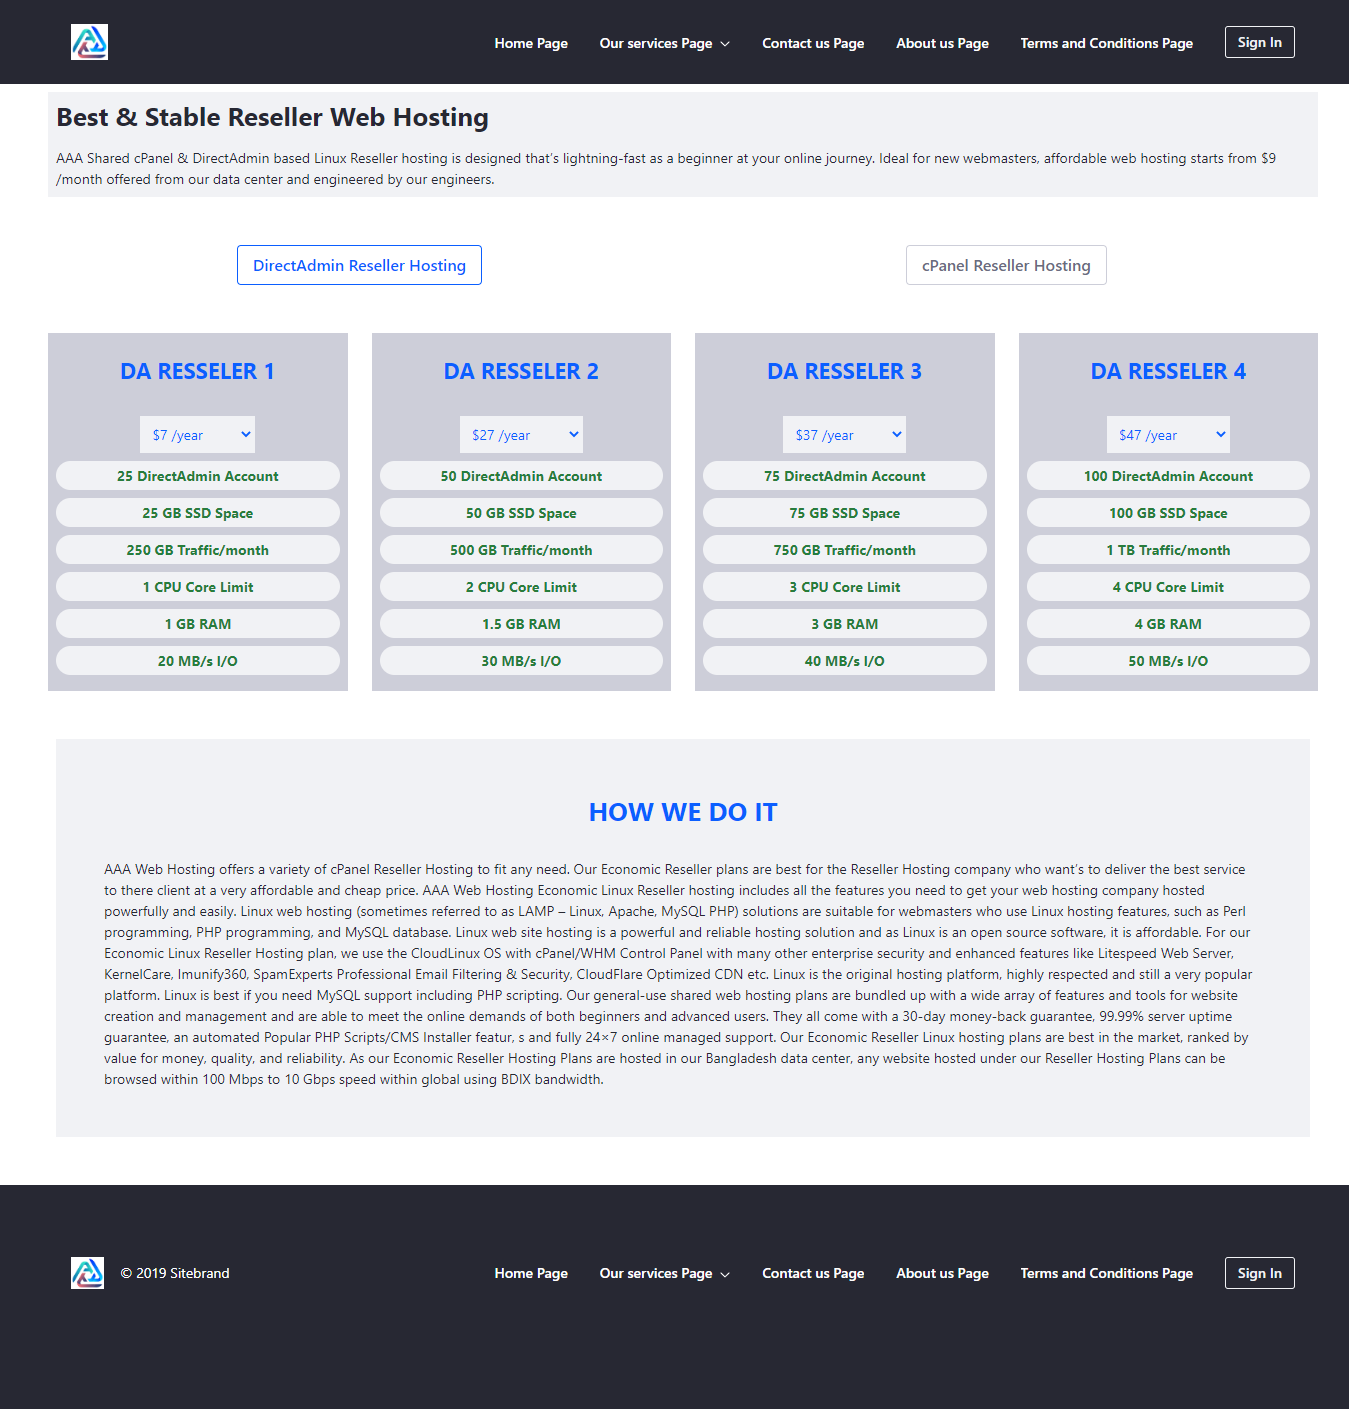 Home Page Our services Page Contact us Page About us Page Terms and Conditions Page Sign In
Best & Stable Reseller Web Hosting
AAA Shared cPanel & DirectAdmin based Linux Reseller hosting is designed that’s lightning-fast as a beginner at your online journey. Ideal for new webmasters, affordable web hosting starts from $9
/month offered from our data center and engineered by our engineers.
DirectAdmin Reseller Hosting cPanel Reseller Hosting
DA RESSELER 1
$7 /year
25 DirectAdmin Account
25 GB SSD Space
250 GB Traffic/month
1 CPU Core Limit
1 GB RAM
20 MB/s I/O
DA RESSELER 2
$27 /year
50 DirectAdmin Account
50 GB SSD Space
500 GB Traffic/month
2 CPU Core Limit
1.5 GB RAM
30 MB/s I/O
DA RESSELER 3
$37 /year
75 DirectAdmin Account
75 GB SSD Space
750 GB Traffic/month
3 CPU Core Limit
3 GB RAM
40 MB/s I/O
DA RESSELER 4
$47 /year
100 DirectAdmin Account
100 GB SSD Space
1 TB Traffic/month
4 CPU Core Limit
4 GB RAM
50 MB/s I/O
HOW WE DO IT
AAA Web Hosting offers a variety of cPanel Reseller Hosting to fit any need. Our Economic Reseller plans are best for the Reseller Hosting company who want’s to deliver the best service
to there client at a very affordable and cheap price. AAA Web Hosting Economic Linux Reseller hosting includes all the features you need to get your web hosting company hosted
powerfully and easily. Linux web hosting (sometimes referred to as LAMP – Linux, Apache, MySQL PHP) solutions are suitable for webmasters who use Linux hosting features, such as Perl
programming, PHP programming, and MySQL database. Linux web site hosting is a powerful and reliable hosting solution and as Linux is an open source software, it is affordable. For our
Economic Linux Reseller Hosting plan, we use the CloudLinux OS with cPanel/WHM Control Panel with many other enterprise security and enhanced features like Litespeed Web Server,
KernelCare, Imunify360, SpamExperts Professional Email Filtering & Security, CloudFlare Optimized CDN etc. Linux is the original hosting platform, highly respected and still a very popular
platform. Linux is best if you need MySQL support including PHP scripting. Our general-use shared web hosting plans are bundled up with a wide array of features and tools for website
creation and management and are able to meet the online demands of both beginners and advanced users. They all come with a 30-day money-back guarantee, 99.99% server uptime
guarantee, an automated Popular PHP Scripts/CMS Installer featur, s and fully 24×7 online managed support. Our Economic Reseller Linux hosting plans are best in the market, ranked by
value for money, quality, and reliability. As our Economic Reseller Hosting Plans are hosted in our Bangladesh data center, any website hosted under our Reseller Hosting Plans can be
browsed within 100 Mbps to 10 Gbps speed within global using BDIX bandwidth.
© 2019 Sitebrand Home Page Our services Page Contact us Page About us Page Terms and Conditions Page Sign In